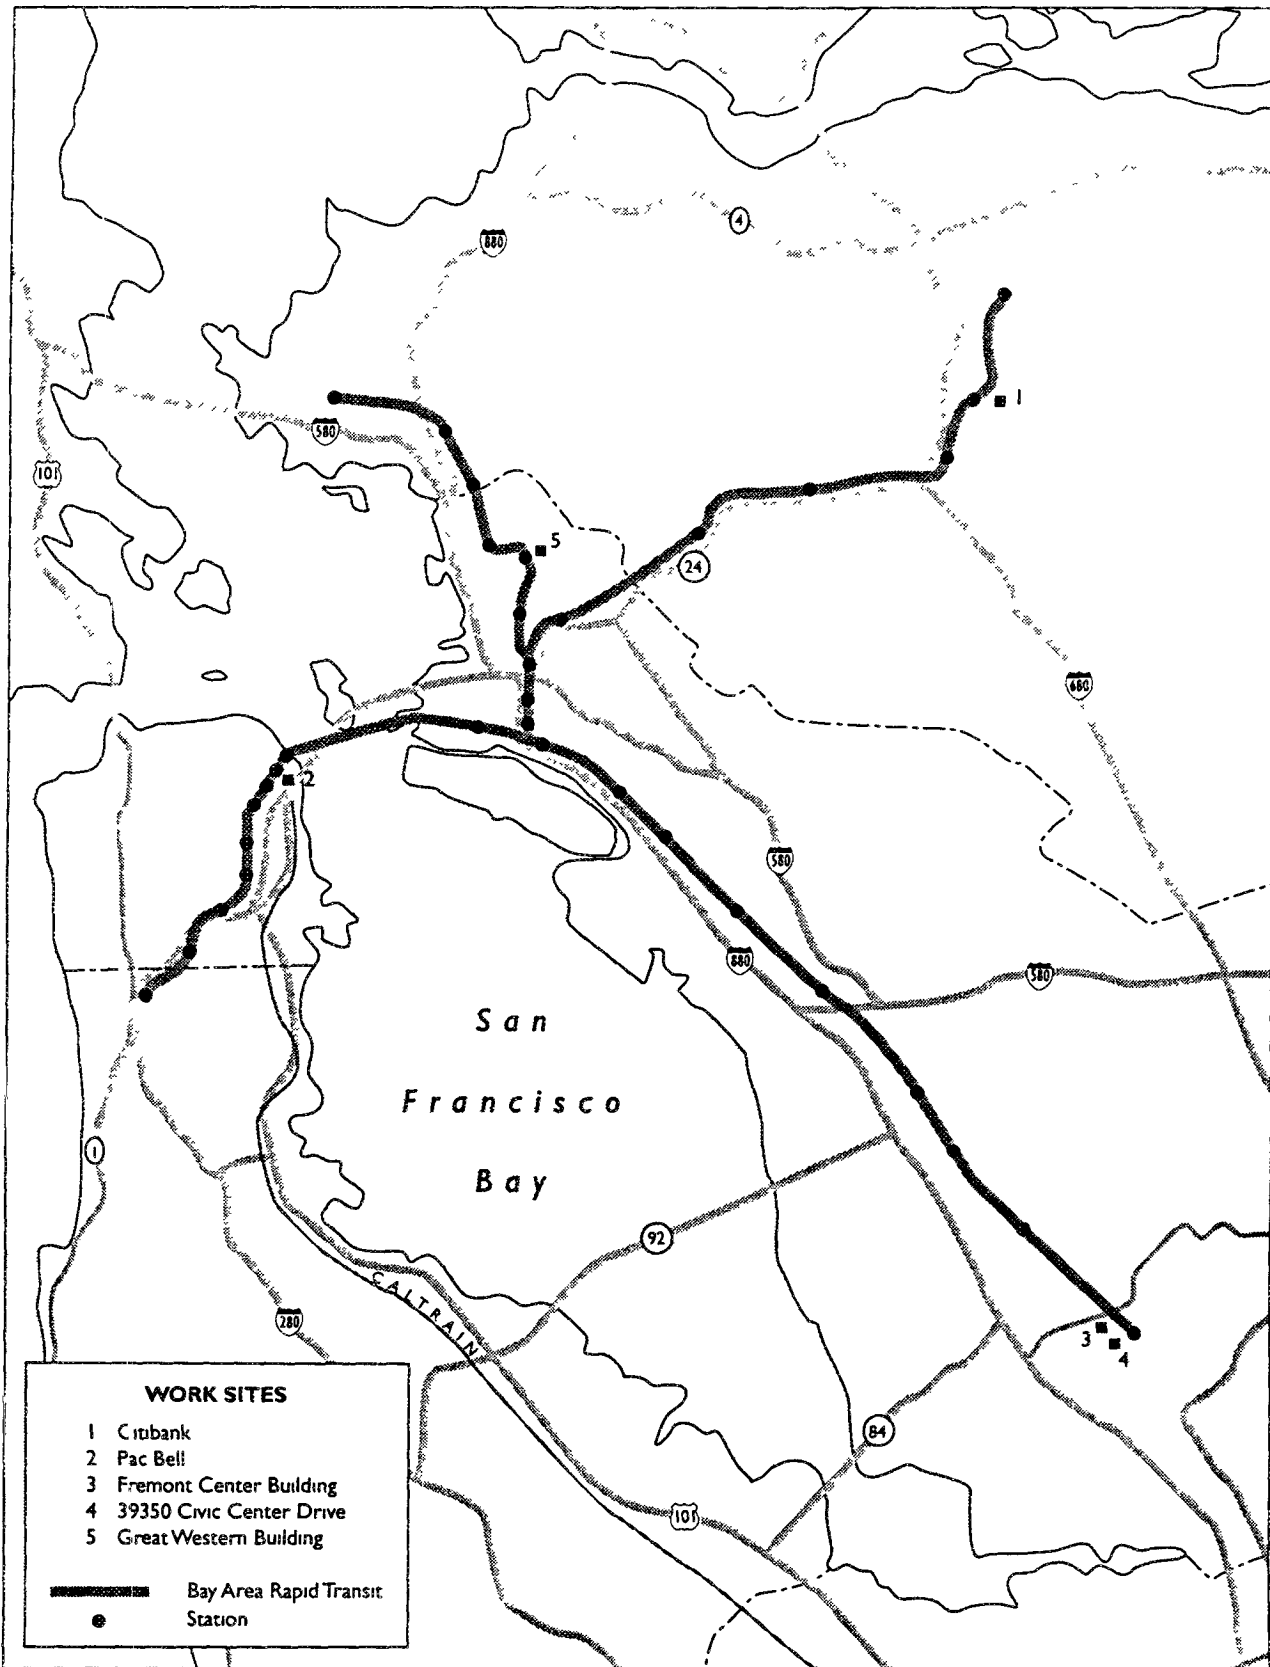 880
4
1
580
101
5
24
680
2
580
880
580
San
Francisco
Bay
1
92
CALTRAIN
280
3
4
84
101
WORK SITES
1 Citibank
2 Pac Bell
3 Fremont Center Building
4 39350 Civic Center Drive
5 Great Western Building
Bay Area Rapid Transit
Station